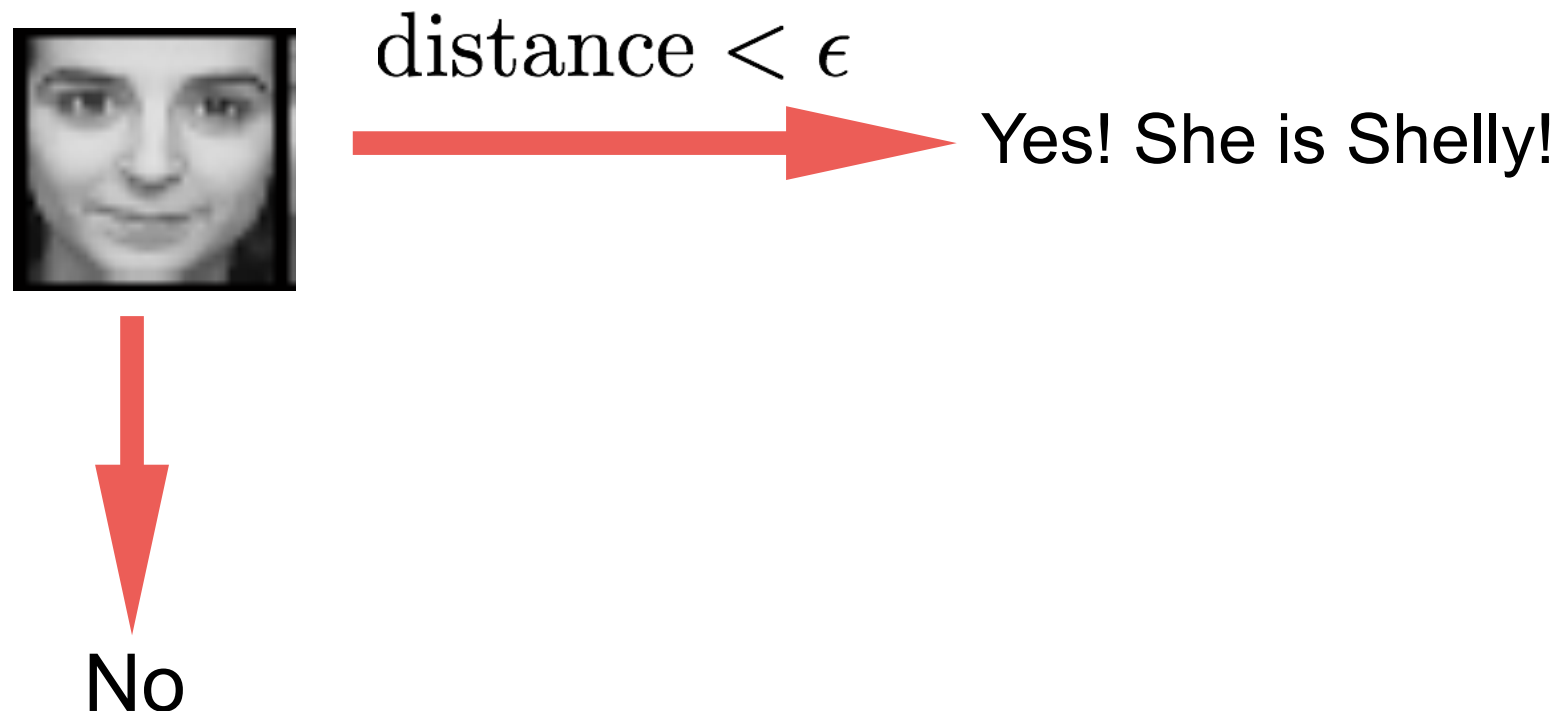 distance < ϵ
Yes! She is Shelly!
No